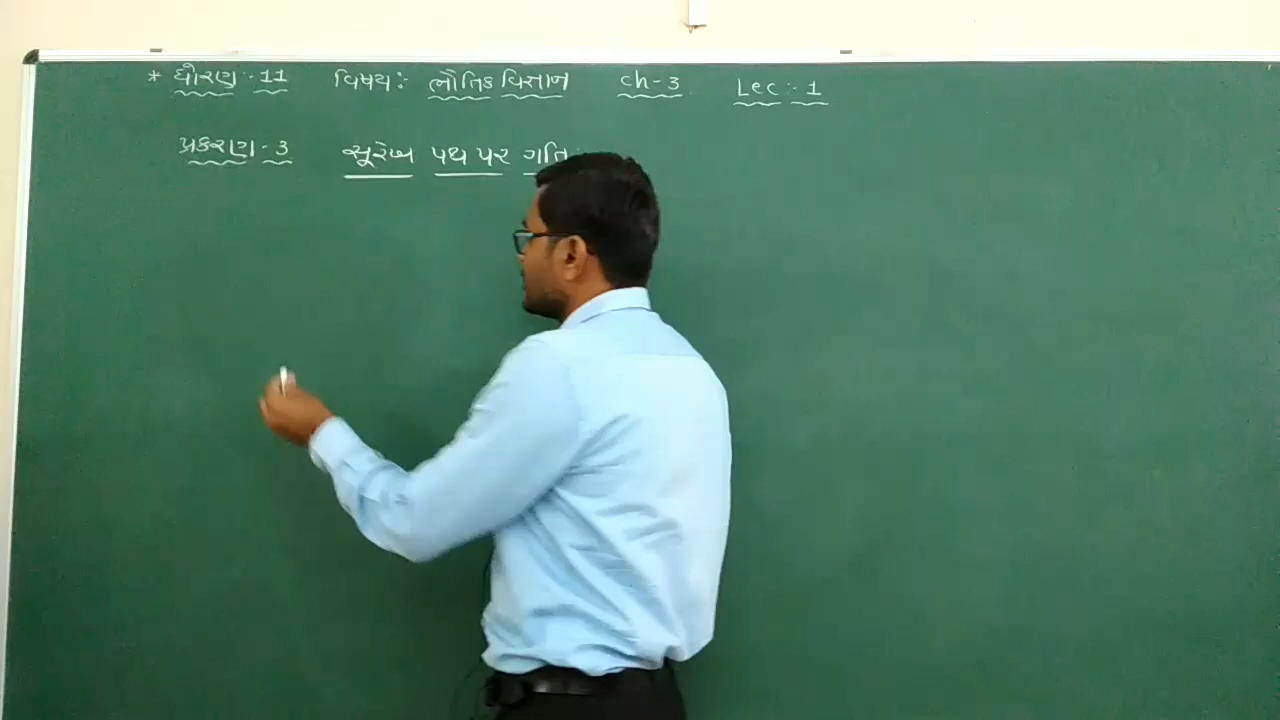 * ધોરણ :- 11 વિષય :- ભૌતિક વિજ્ઞાન ch-3 Lec :- 1
પ્રકરણ - 3 સુરેખ પથ પર ગતિ :